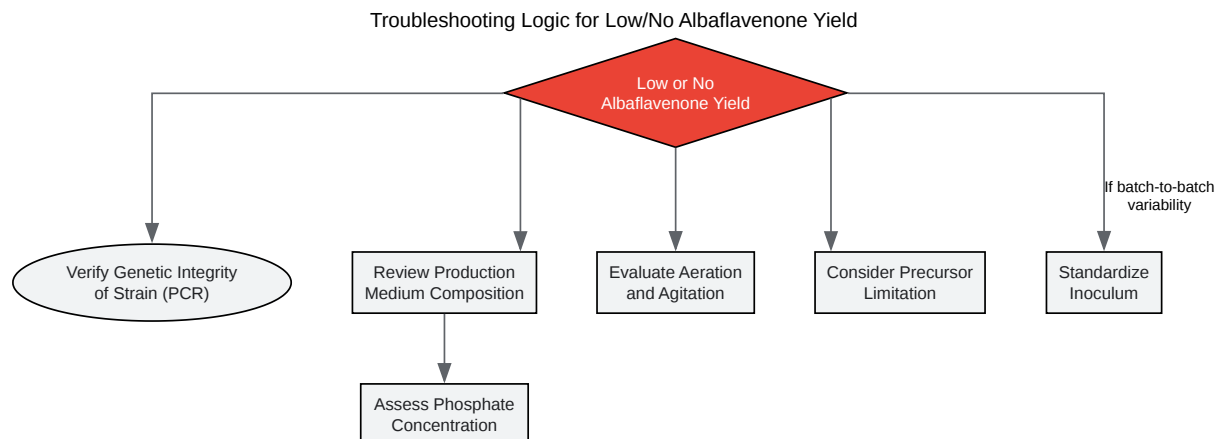 Troubleshooting Logic for Low/No Albaflavenone Yield
Low or No
Albaflavenone Yield
If batch-to-batch
variability
Verify Genetic Integrity
of Strain (PCR)
Review Production
Medium Composition
Evaluate Aeration
and Agitation
Consider Precursor
Limitation
Standardize
Inoculum
Assess Phosphate
Concentration